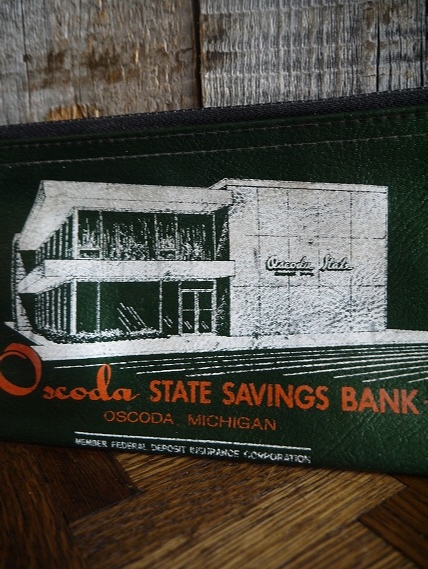 Oscoda State
Oscoda STATE SAVINGS BANK
OSCODA, MICHIGAN
MEMBER FEDERAL DEPOSIT INSURANCE CORPORATION